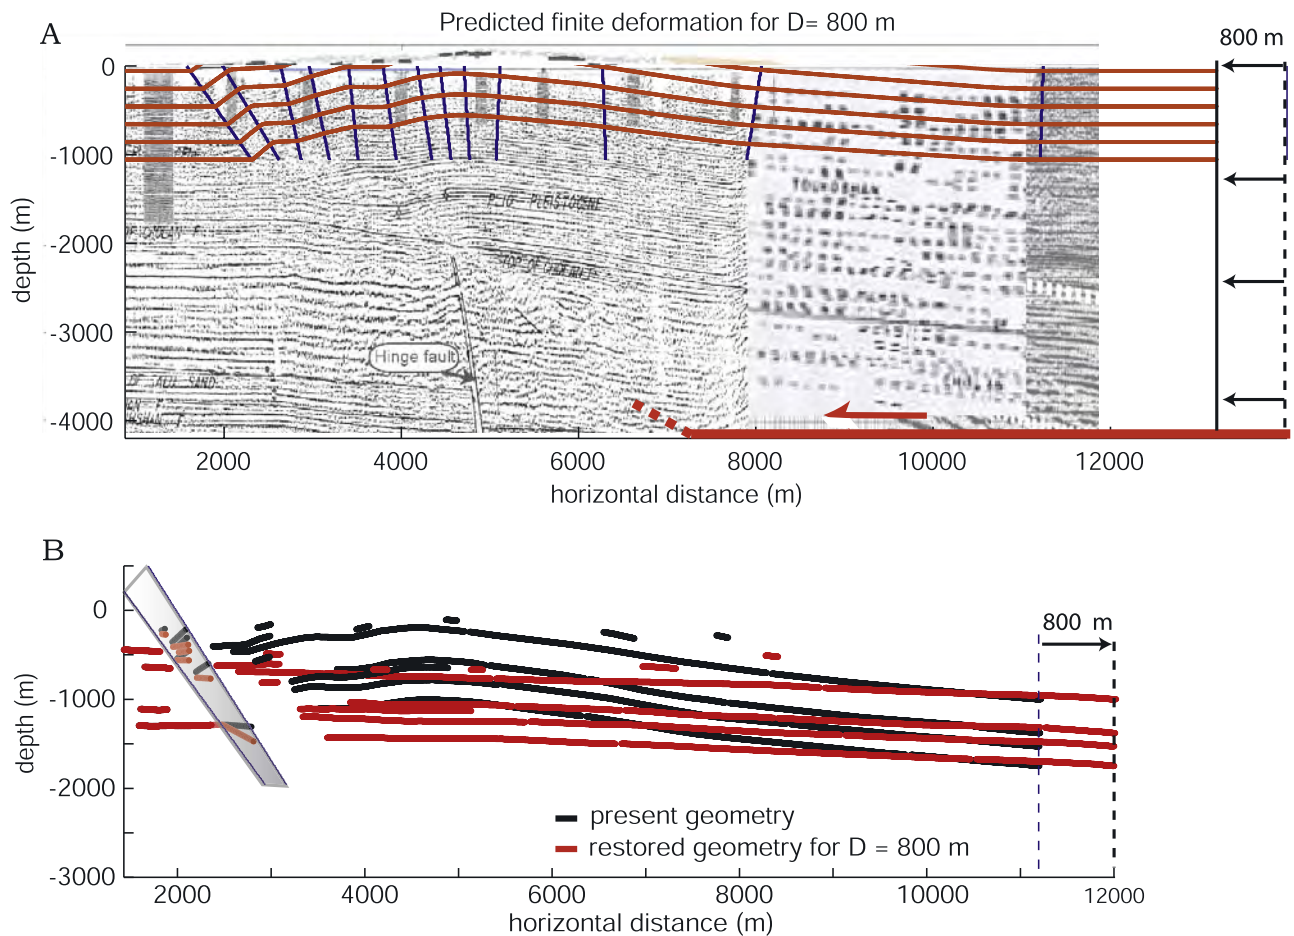 A
Predicted finite deformation for D= 800 m
800 m
0
-1000
-2000
-3000
-4000
depth (m)
PLIO PLEISTOCENE
Hinge fault
2000
4000
6000
8000
10000
12000
horizontal distance (m)
B
0
-1000
-2000
-3000
depth (m)
800 m
present geometry
restored geometry for D = 800 m
2000
4000
6000
8000
10000
12000
horizontal distance (m)